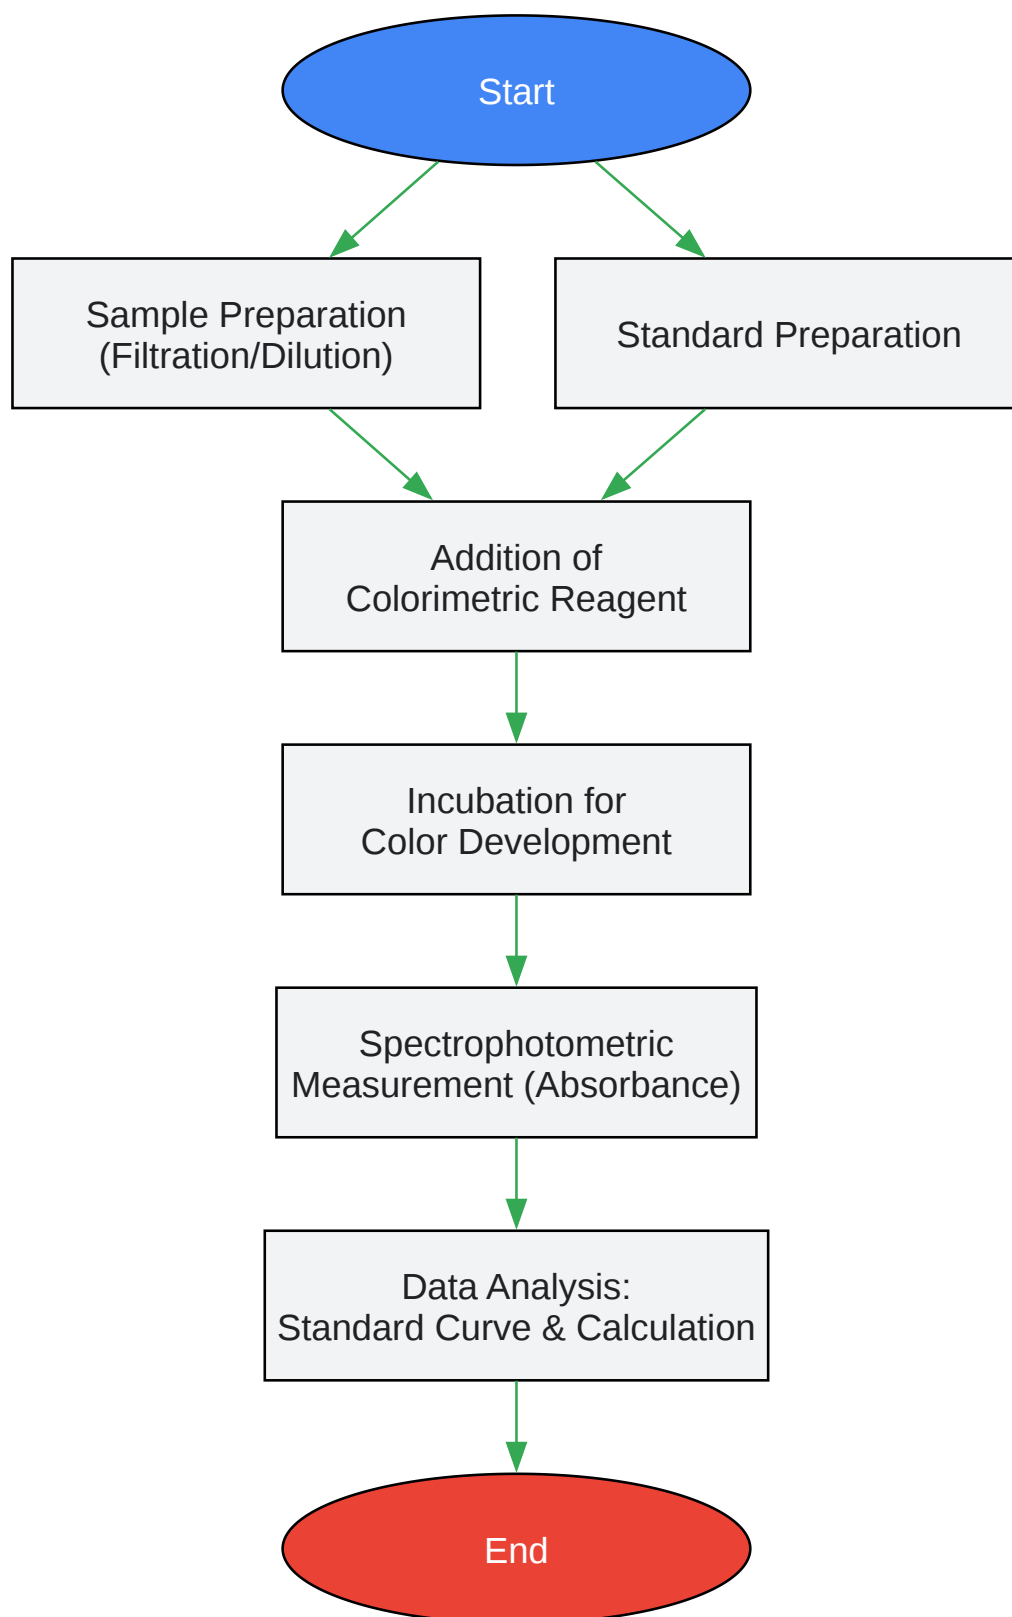 Start
Sample Preparation
(Filtration/Dilution)
Standard Preparation
Addition of
Colorimetric Reagent
Incubation for
Color Development
Spectrophotometric
Measurement (Absorbance)
Data Analysis:
Standard Curve & Calculation
End